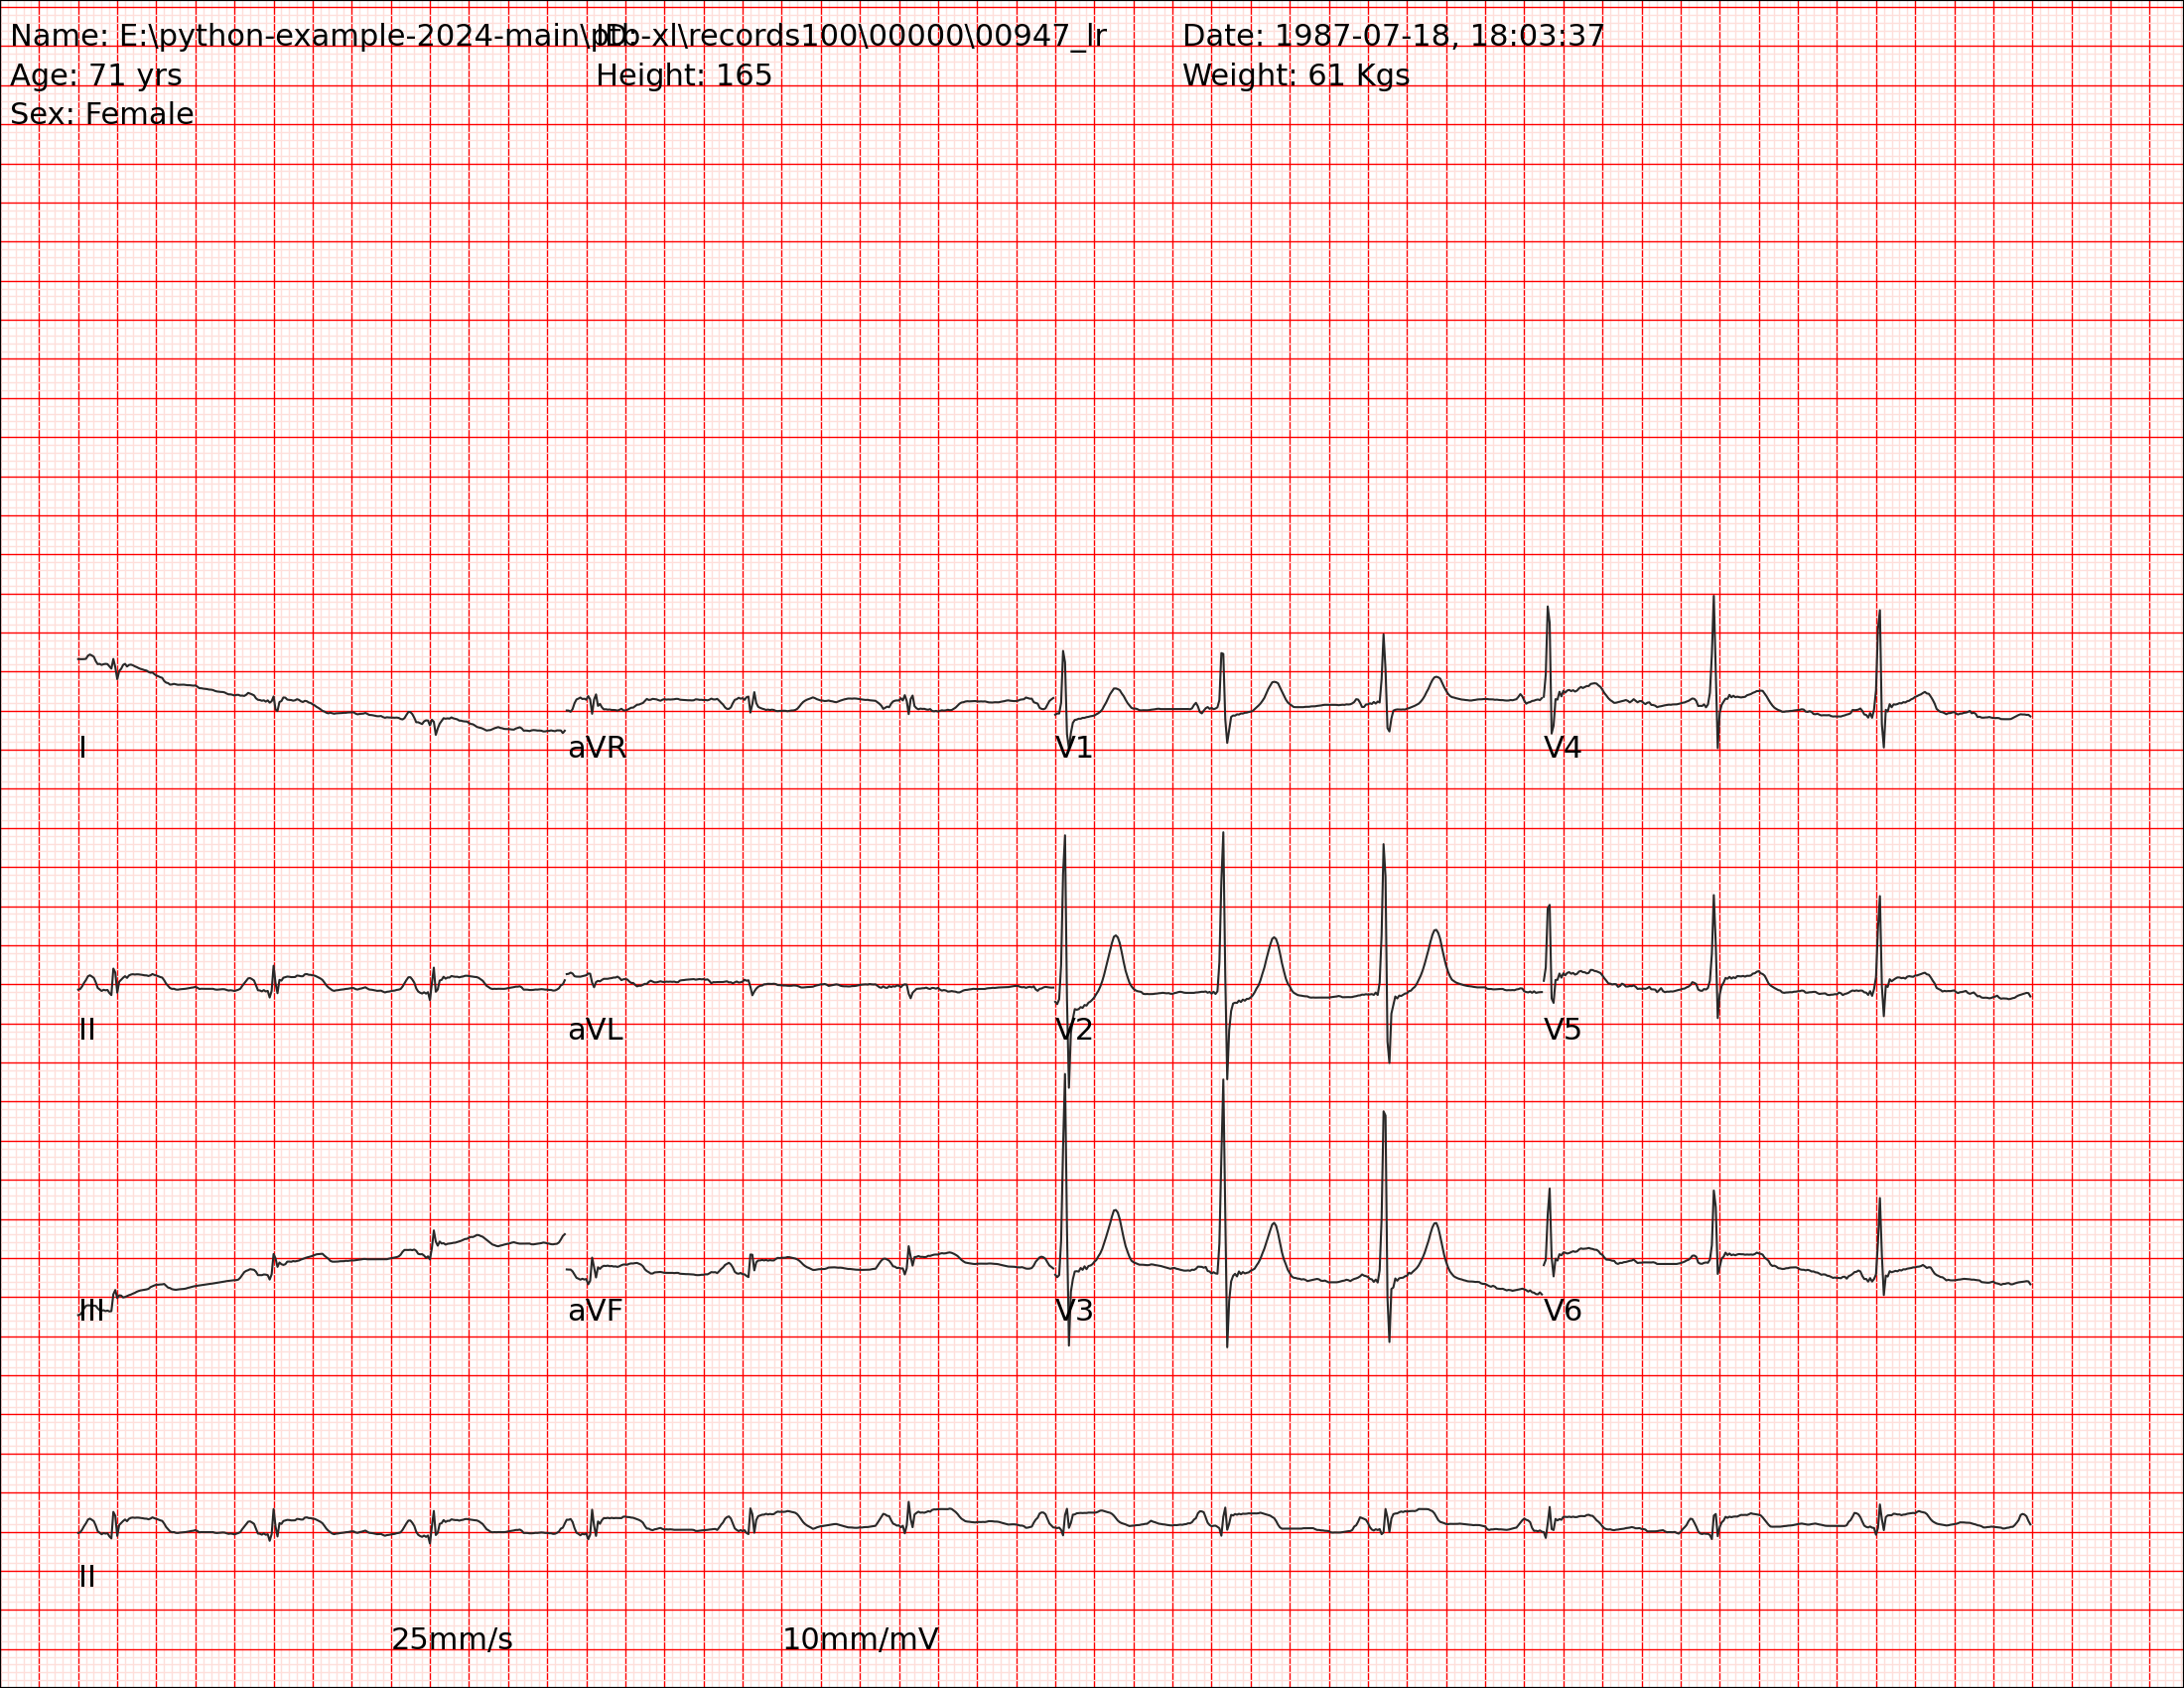 Name: E:\python-example-2024-main\ptb-xl\records100\00000\00947_lr ID: Date: 1987-07-18, 18:03:37
Age: 71 yrs Height: 165 Weight: 61 Kgs
Sex: Female
I aVR V1 V4
II aVL V2 V5
III aVF V3 V6
II
25mm/s 10mm/mV